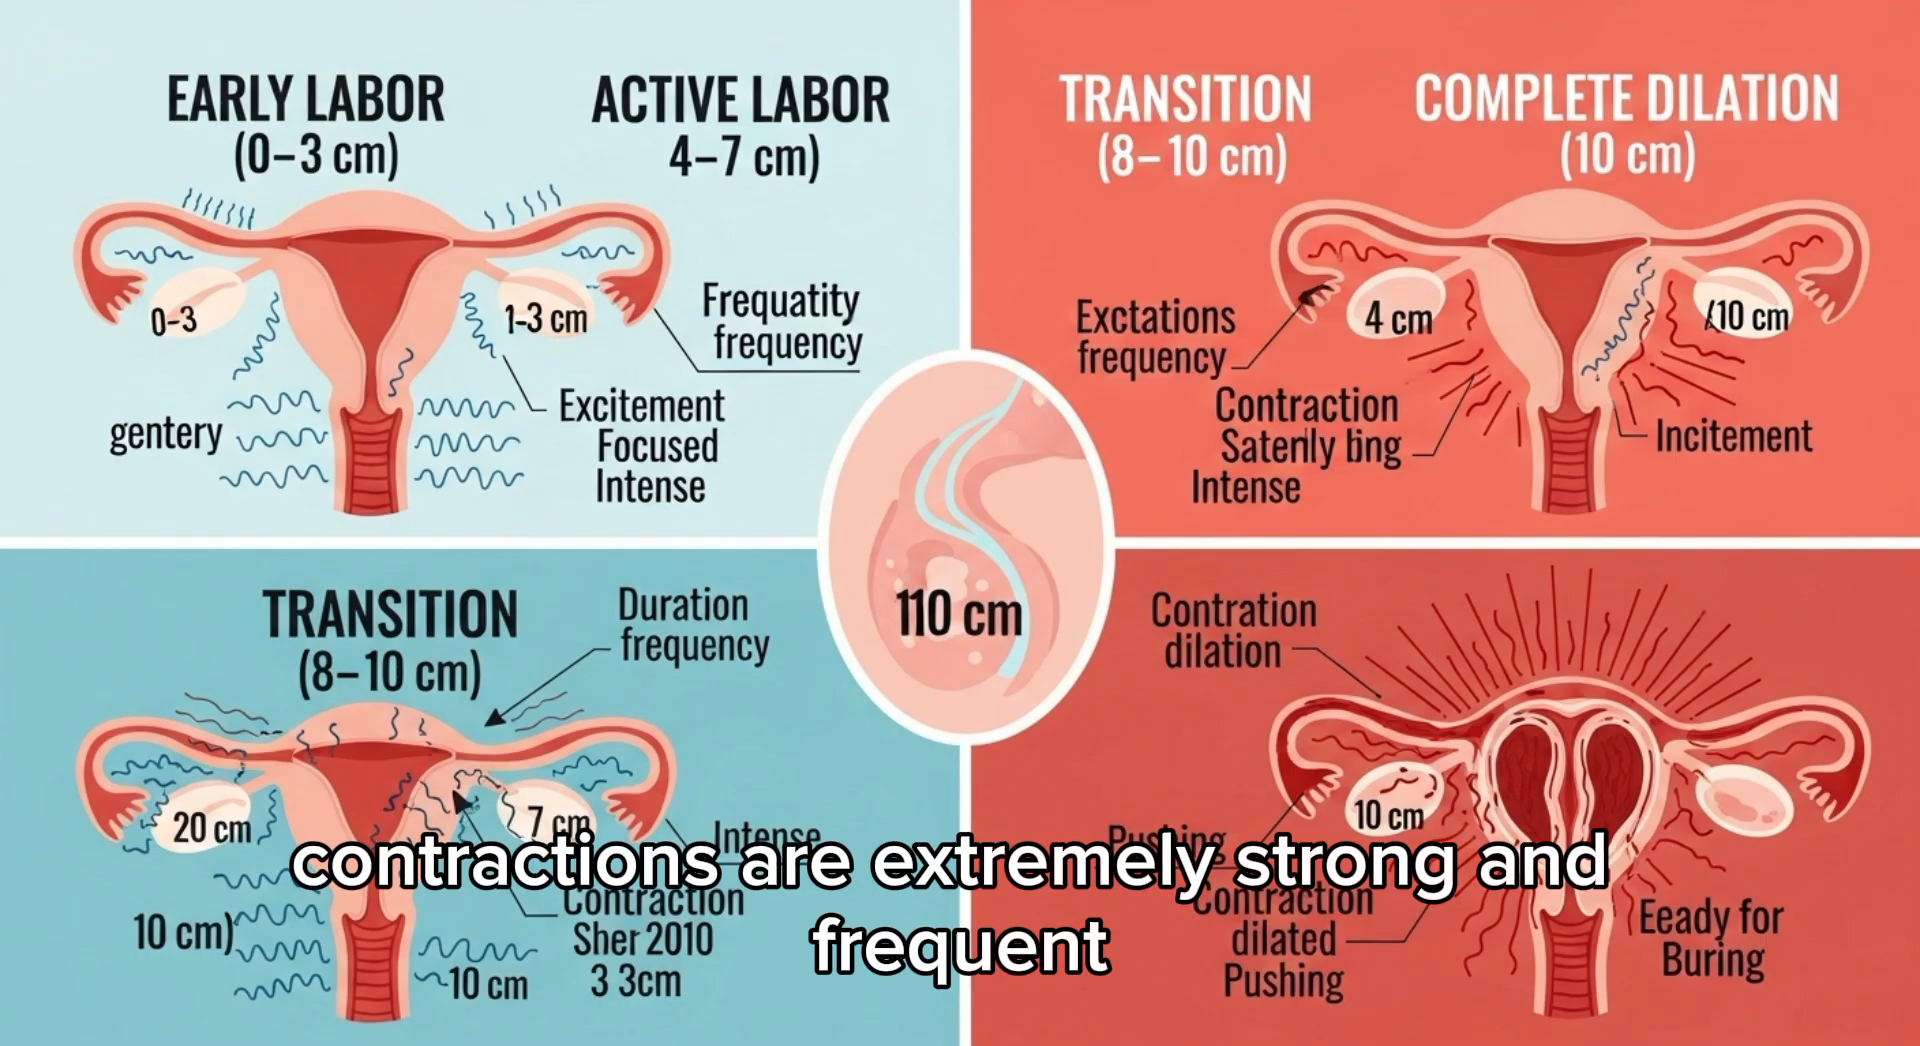 EARLY LABOR
(0–3 cm)
ACTIVE LABOR
4–7 cm)
0-3
1-3 cm
Frequatity
frequency
gentery
Excitement
Focused
Intense
TRANSITION
(8–10 cm)
COMPLETE DILATION
(10 cm)
Exctations
frequency
4 cm
(10 cm
Contraction
Satenly bng
Intense
Incitement
110 cm
TRANSITION
(8–10 cm)
Duration
frequency
20 cm
7 cm
Intense
10 cm)
10 cm
Contraction
Sher 2010
3 3cm
Contration
dilation
10 cm
Pushing
Contraction
dilated
Pushing
Eeady for
Buring
contractions are extremely strong and
frequent